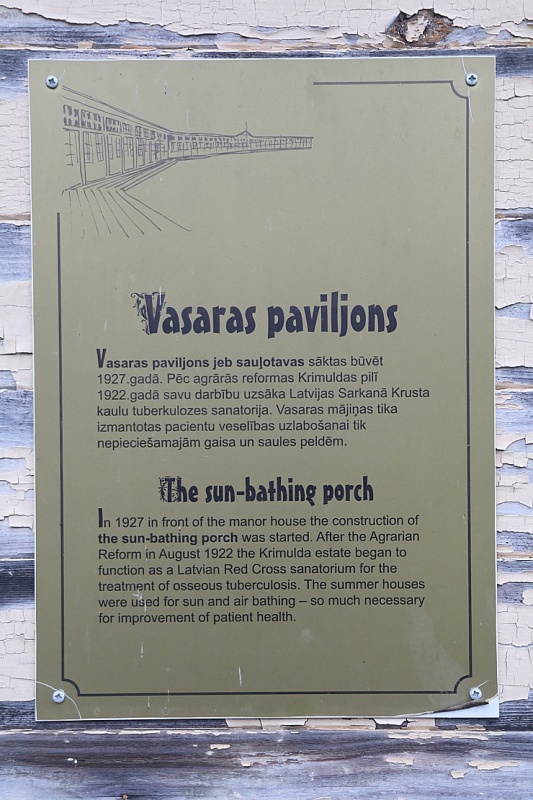 Vasaras paviljons
Vasaras paviljons jeb sauļotavas sāktas būvēt
1927.gadā. Pēc agrārās reformas Krimuldas pilī
1922.gadā savu darbību uzsāka Latvijas Sarkanā Krusta
kaulu tuberkulozes sanatorija. Vasaras mājiņas tika
izmantotas pacientu veselības uzlabošanai tik
nepieciešamajām gaisa un saules peldēm.
The sun-bathing porch
In 1927 in front of the manor house the construction of
the sun-bathing porch was started. After the Agrarian
Reform in August 1922 the Krimulda estate began to
function as a Latvian Red Cross sanatorium for the
treatment of osseous tuberculosis. The summer houses
were used for sun and air bathing – so much necessary
for improvement of patient health.